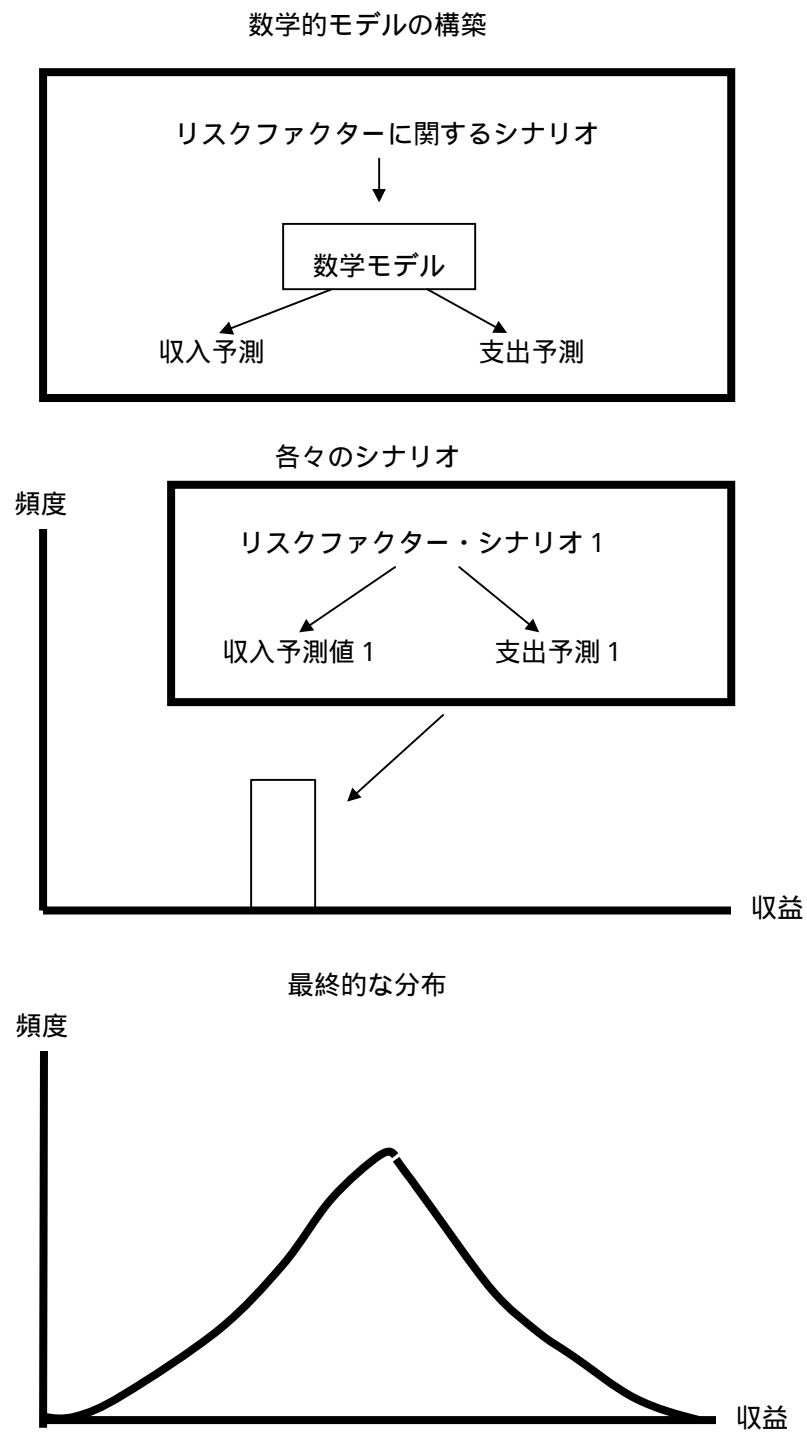 数学的モデルの構築
リスクファクターに関するシナリオ
数学モデル
収入予測 支出予測
各々のシナリオ
頻度
リスクファクター・シナリオ 1
収入予測値 1 支出予測 1
収益
最終的な分布
頻度
収益